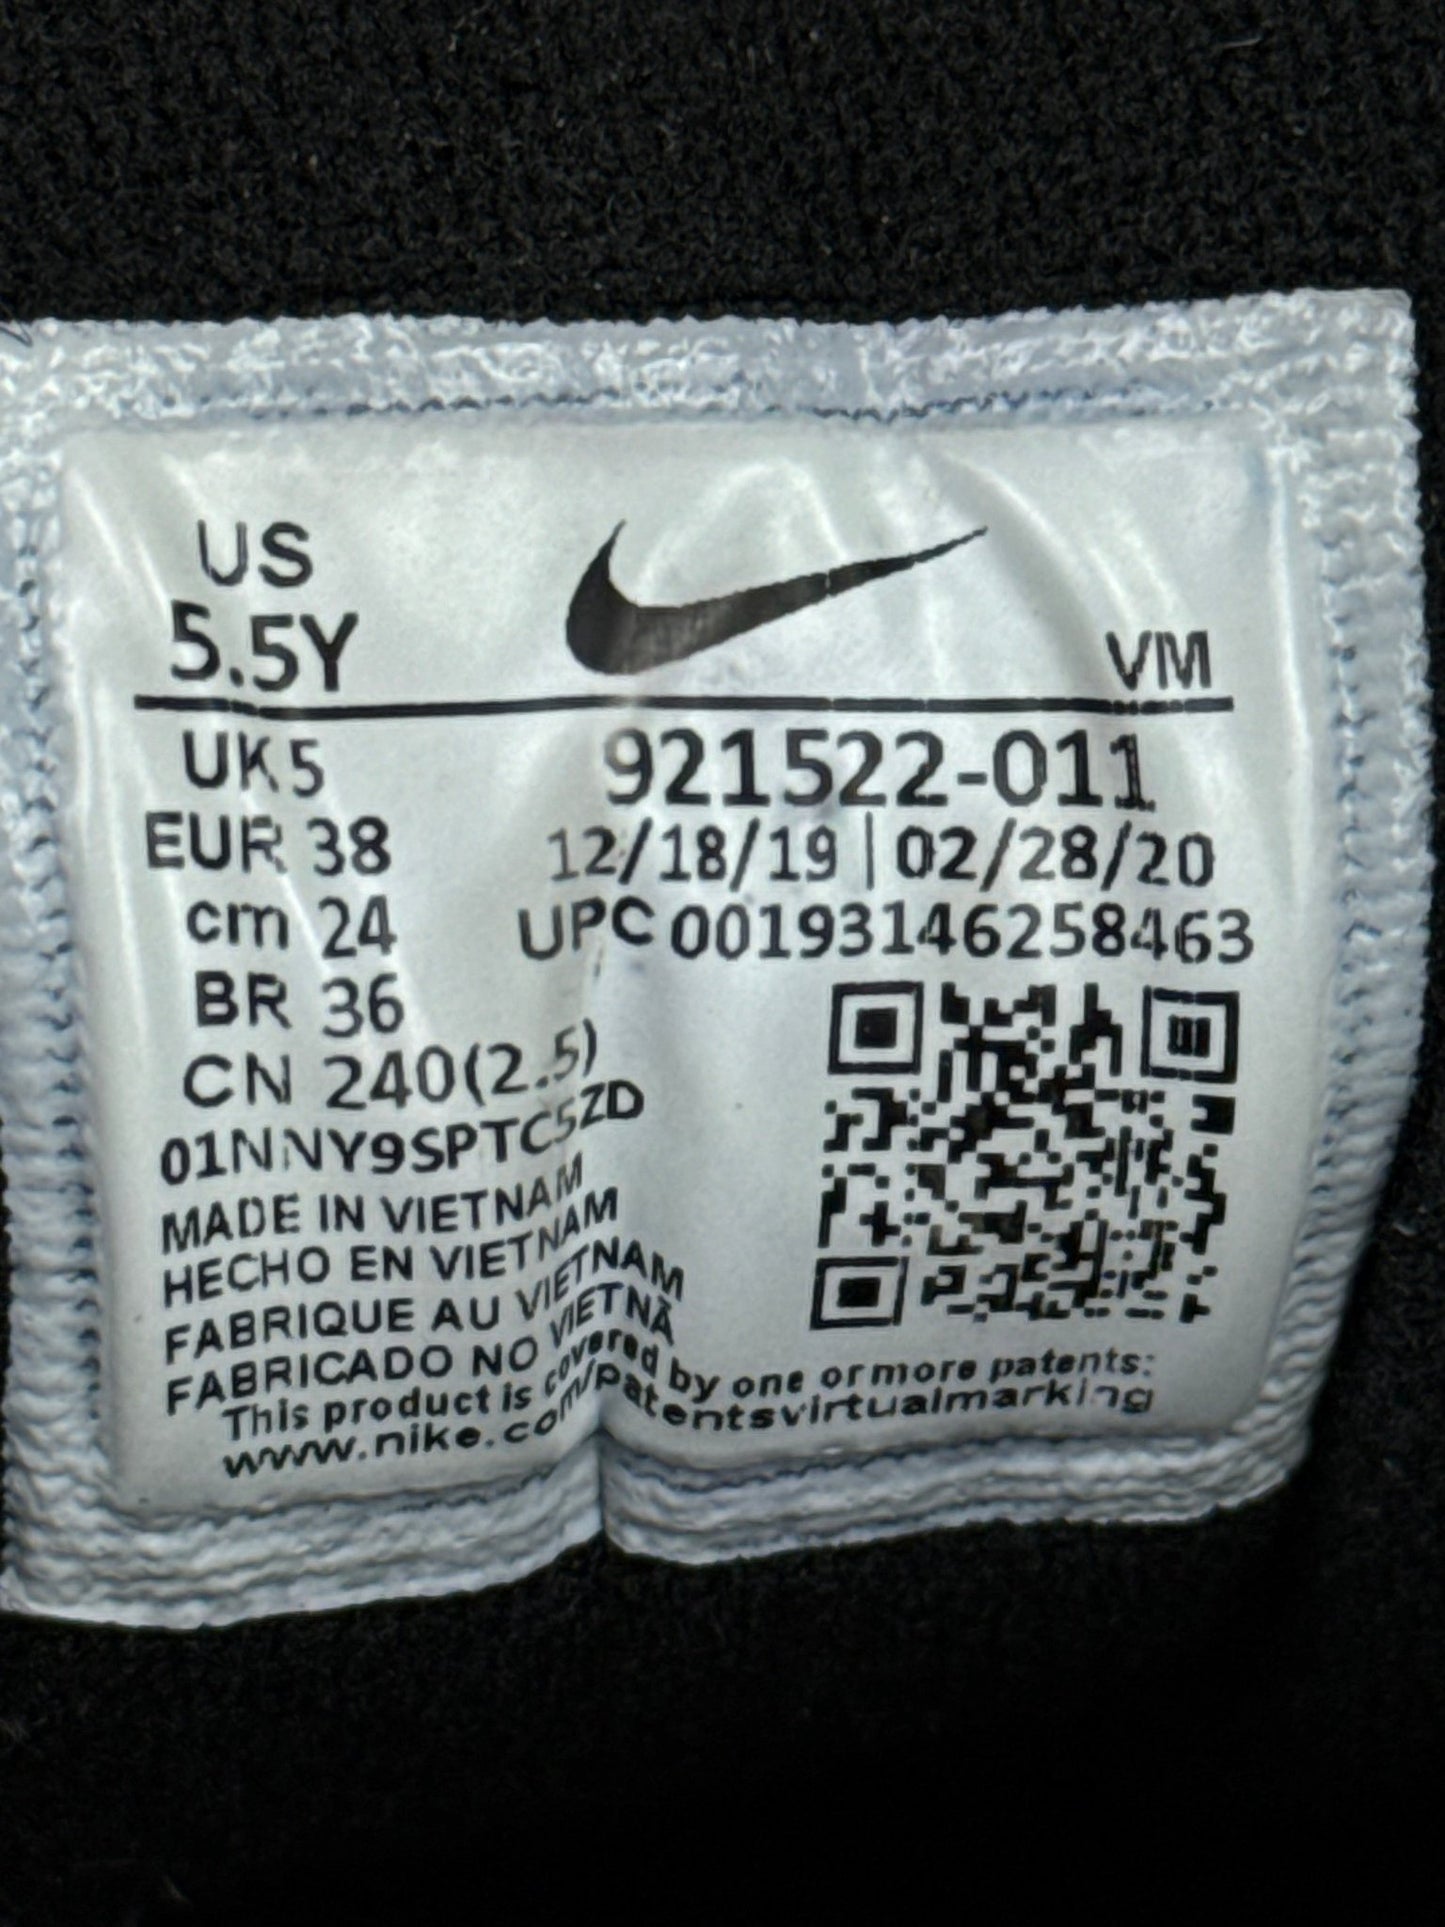 US
5.5Y
VM
UK 5
921522-011
EUR 38
12/18/19 | 02/28/20
cm 24
UPC 00193146258463
BR 36
CN 240(2.5)
01NNY9SPTC5ZD
MADE IN VIETNAM
HECHO EN VIETNAM
FABRIQUE AU VIETNAM
FABRICADO NO VIETNÃ
This product is covered by one or more patents:
www.nike.com/patentsvirtualmarking